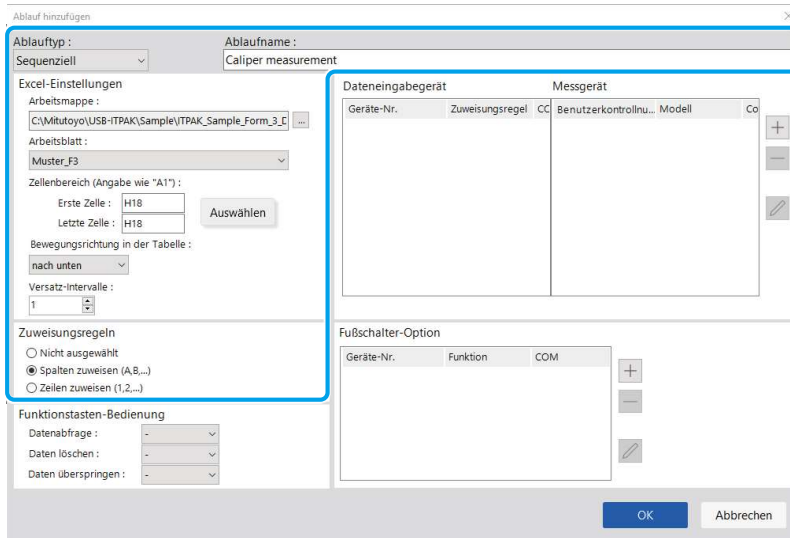 Ablauf hinzufügen
Ablauftyp : Ablaufname :
Sequenziell Caliper measurement
Excel-Einstellungen
Arbeitsmappe :
C:\Mitutoyo\USB-ITPAK\Sample\ITPAK_Sample_Form_3_D ...
Arbeitsblatt :
Muster_F3
Zellenbereich (Angabe wie "A1") :
Erste Zelle : H18
Letzte Zelle : H18
Auswählen
Bewegungsrichtung in der Tabelle :
nach unten
Versatz-Intervalle :
1
Zuweisungsregeln
Nicht ausgewählt
Spalten zuweisen (A,B,...)
Zeilen zuweisen (1,2,...)
Funktionstasten-Bedienung
Datenabfrage : -
Daten löschen : -
Daten überspringen : -
Dateneingabegerät Messgerät
Geräte-Nr. Zuweisungsregel CC Benutzerkontrollnu... Modell Co
Fußschalter-Option
Geräte-Nr. Funktion COM
OK Abbrechen